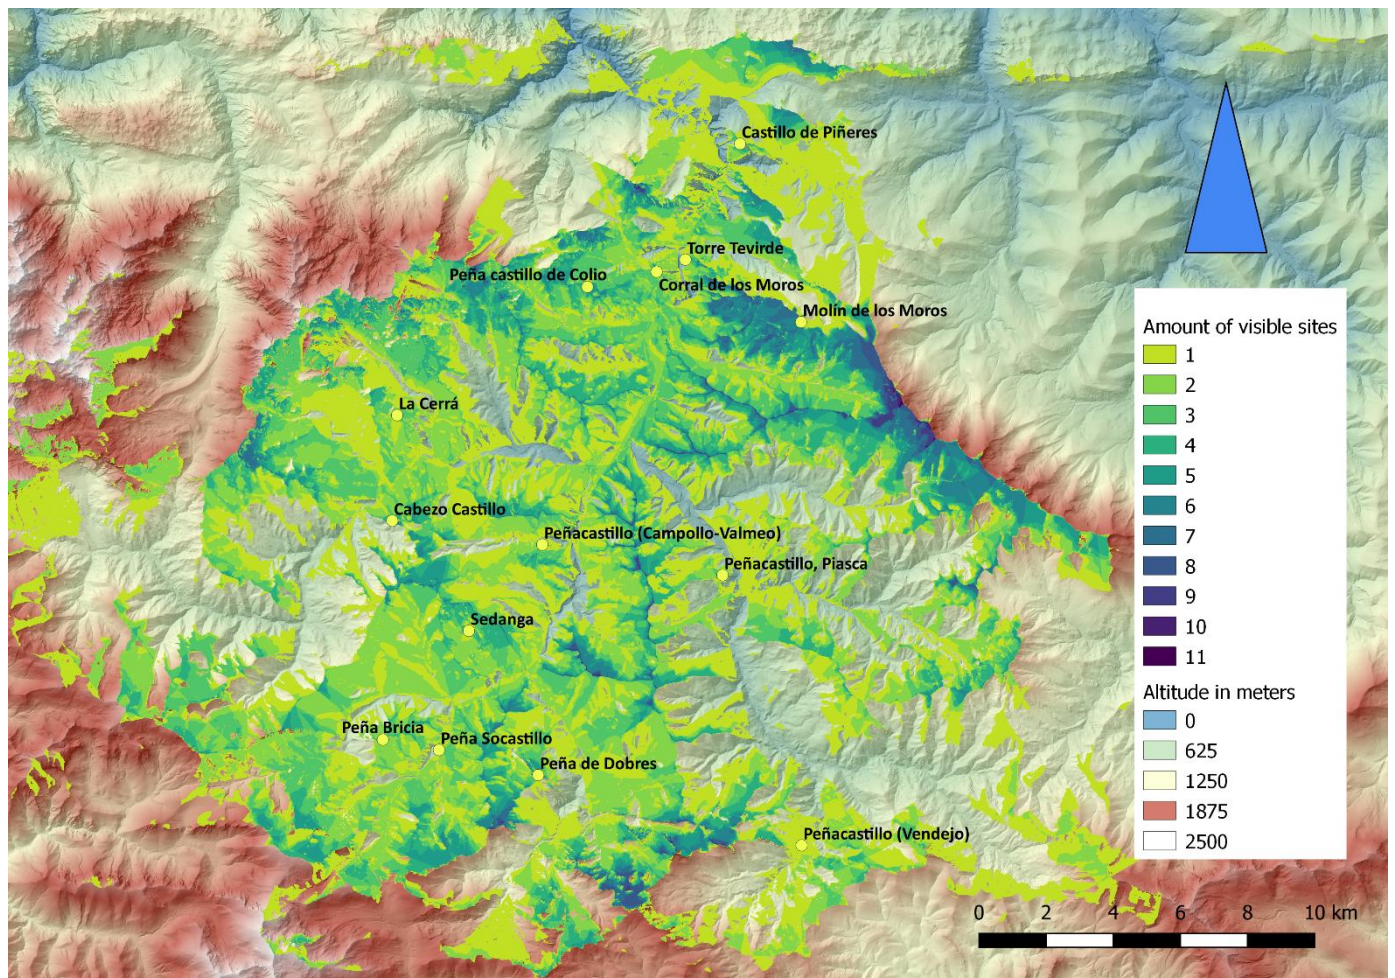 Castillo de Piñeres
Torre Tevirde
Peña castillo de Colio
Corral de los Moros
Molín de los Moros
La Cerrá
Cabezo Castillo
Peñacastillo (Campollo-Valmeo)
Peñacastillo, Piasca
Sedanga
Peña Bricia
Peña Socastillo
Peña de Dobres
Peñacastillo (Vendejo)
Amount of visible sites
1
2
3
4
5
6
7
8
9
10
11
Altitude in meters
0
625
1250
1875
2500
0 2 4 6 8 10 km